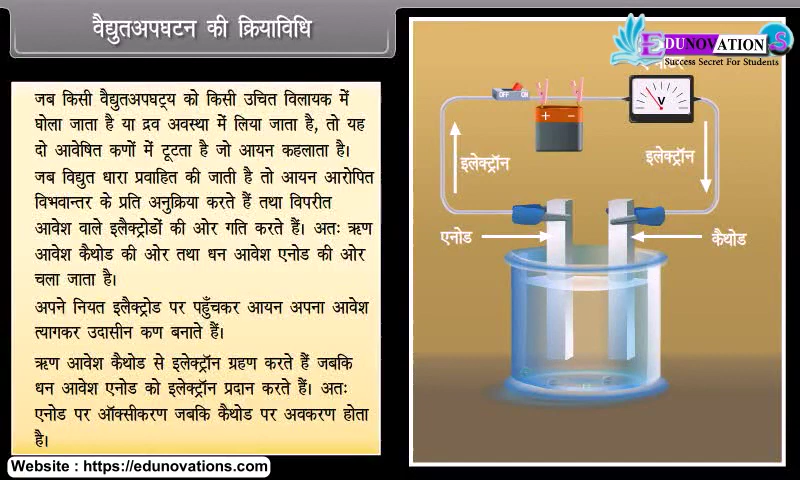 वैद्युतअपघटन की क्रियाविधि
EDUNOVATION S
Success Secret For Students
जब किसी वैद्युतअपघट्य को किसी उचित विलायक में
घोला जाता है या द्रव अवस्था में लिया जाता है, तो यह
दो आवेषित कणों में टूटता है जो आयन कहलाता है।
जब विद्युत धारा प्रवाहित की जाती है तो आयन आरोपित
विभवान्तर के प्रति अनुक्रिया करते हैं तथा विपरीत
आवेश वाले इलैक्ट्रोडों की ओर गति करते हैं। अतः ऋण
आवेश कैथोड की ओर तथा धन आवेश एनोड की ओर
चला जाता है।
अपने नियत इलैक्ट्रोड पर पहुँचकर आयन अपना आवेश
त्यागकर उदासीन कण बनाते हैं।
ऋण आवेश कैथोड से इलेक्ट्रॉन ग्रहण करते हैं जबकि
धन आवेश एनोड को इलेक्ट्रॉन प्रदान करते हैं। अतः
एनोड पर ऑक्सीकरण जबकि कैथोड पर अवकरण होता
है।
OFF ON
+ −
V
इलेक्ट्रॉन
इलेक्ट्रॉन
एनोड
कैथोड
Website : https://edunovations.com